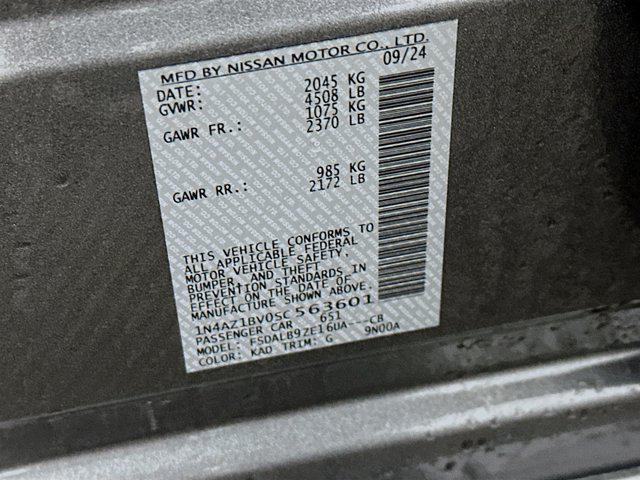 MFD BY NISSAN MOTOR CO., LTD.
DATE: 09/24
GVWR: 2045 KG
4508 LB
GAWR FR.: 1075 KG
2370 LB
GAWR RR.: 985 KG
2172 LB
THIS VEHICLE CONFORMS TO
ALL APPLICABLE FEDERAL
MOTOR VEHICLE SAFETY,
BUMPER, AND THEFT
PREVENTION STANDARDS IN
EFFECT ON THE DATE OF
MANUFACTURE SHOWN ABOVE.
1N4AZ1BV0SC563601
PASSENGER CAR 651
MODEL: FSDALB9ZE16UA---CB
COLOR: KAD TRIM: G 9N00A